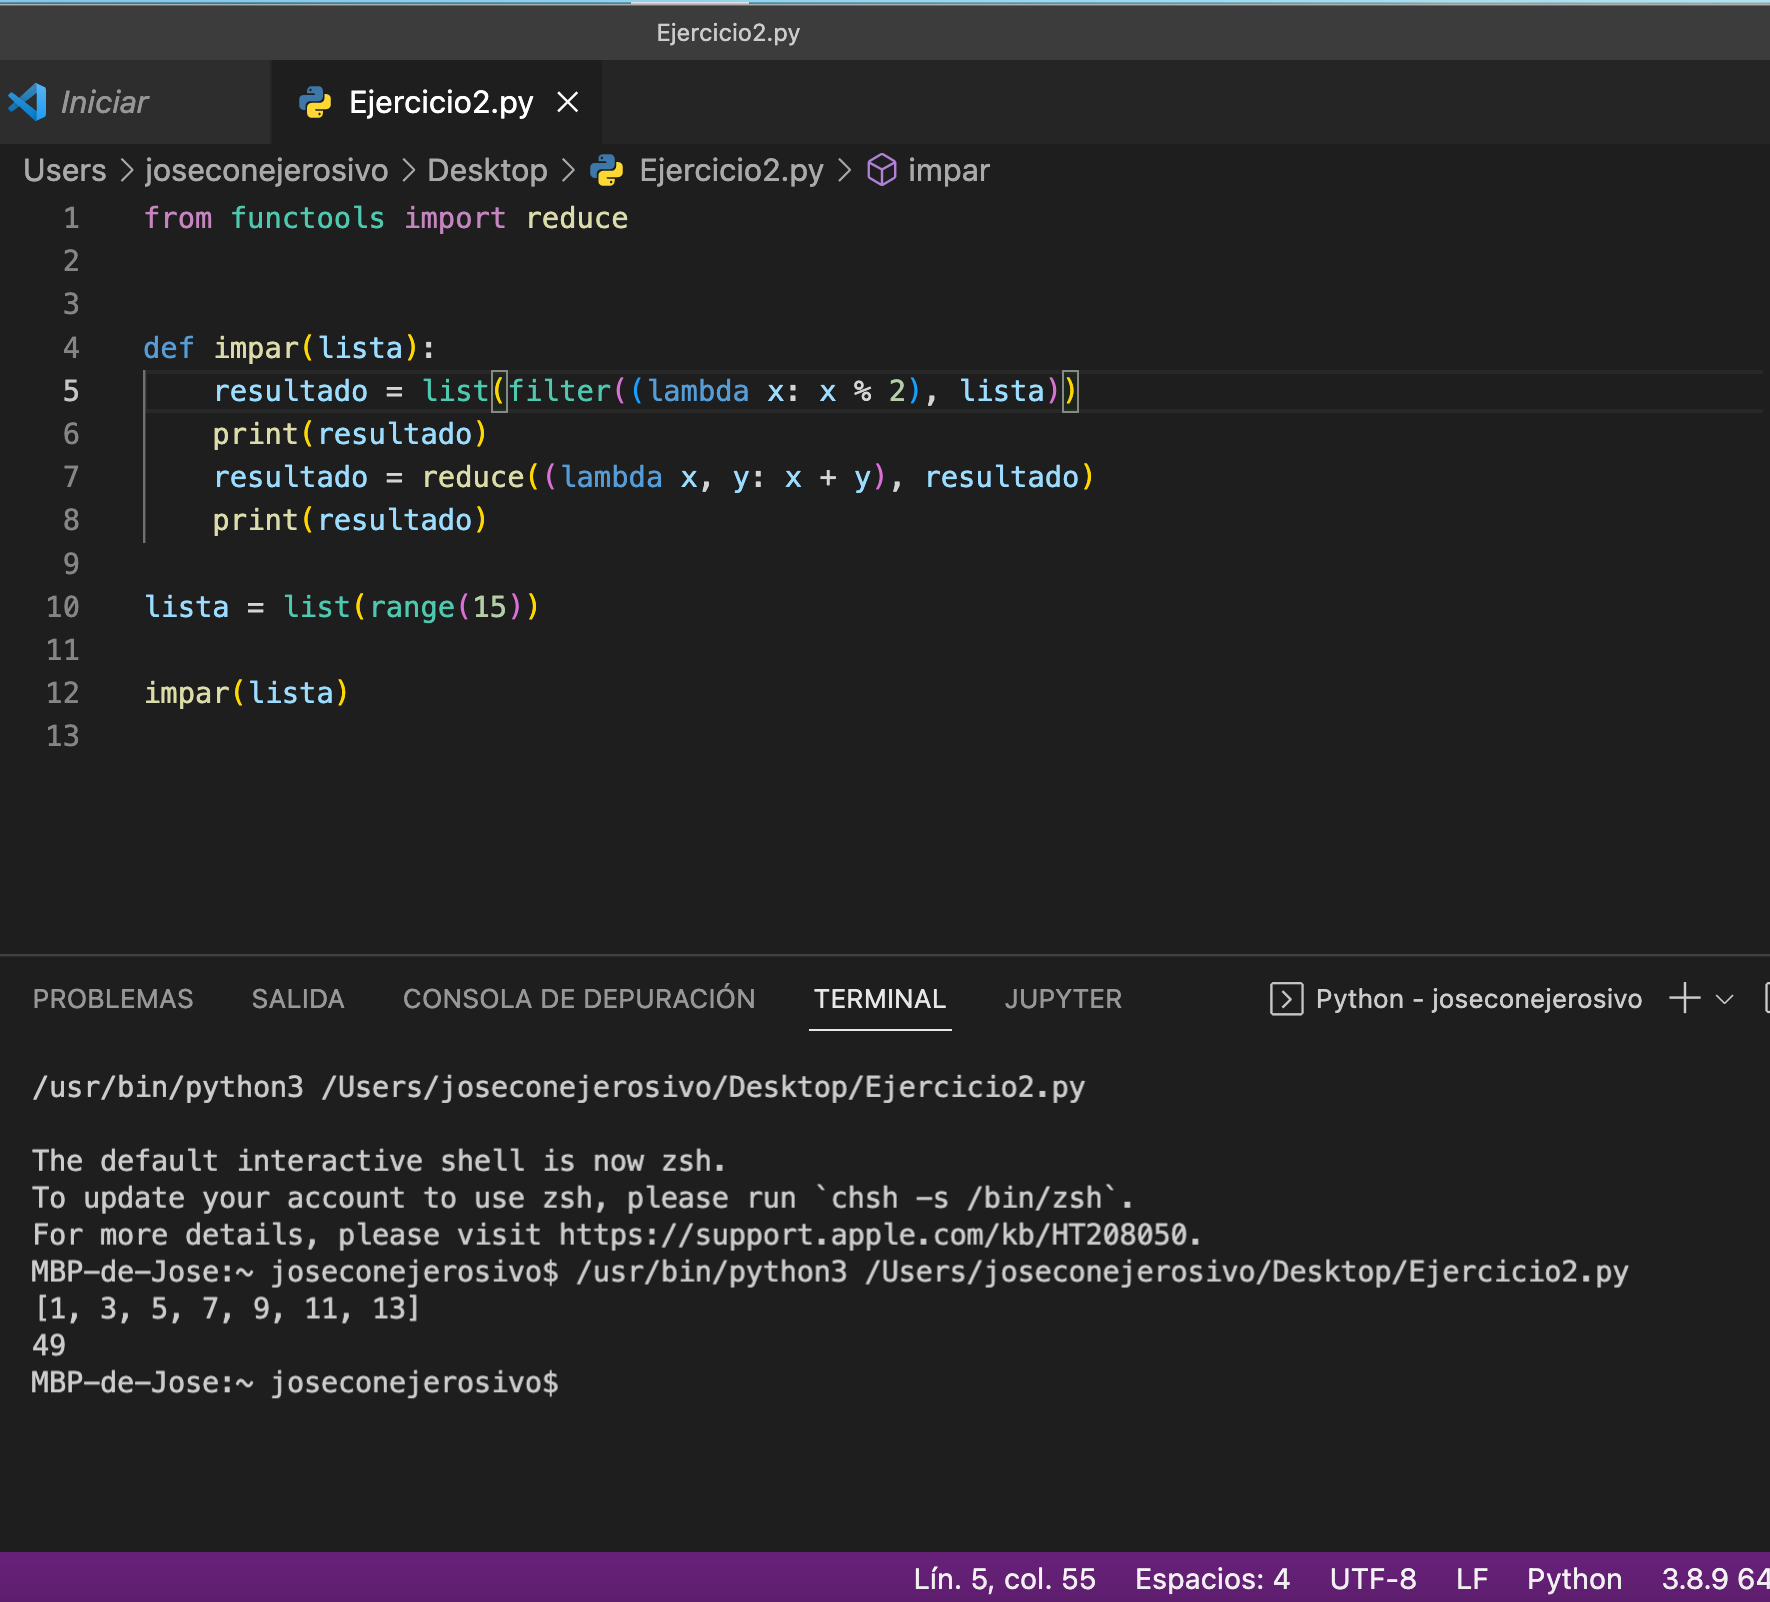 Ejercicio2.py
Iniciar Ejercicio2.py
Users > joseconejerosivo > Desktop > Ejercicio2.py > impar
1 from functools import reduce
2
3
4 def impar(lista):
5     resultado = list(filter((lambda x: x % 2), lista))
6     print(resultado)
7     resultado = reduce((lambda x, y: x + y), resultado)
8     print(resultado)
9
10 lista = list(range(15))
11
12 impar(lista)
13
PROBLEMAS SALIDA CONSOLA DE DEPURACIÓN TERMINAL JUPYTER Python - joseconejerosivo
/usr/bin/python3 /Users/joseconejerosivo/Desktop/Ejercicio2.py
The default interactive shell is now zsh.
To update your account to use zsh, please run `chsh -s /bin/zsh`.
For more details, please visit https://support.apple.com/kb/HT208050.
MBP-de-Jose:~ joseconejerosivo$ /usr/bin/python3 /Users/joseconejerosivo/Desktop/Ejercicio2.py
[1, 3, 5, 7, 9, 11, 13]
49
MBP-de-Jose:~ joseconejerosivo$
Lín. 5, col. 55 Espacios: 4 UTF-8 LF Python 3.8.9 64